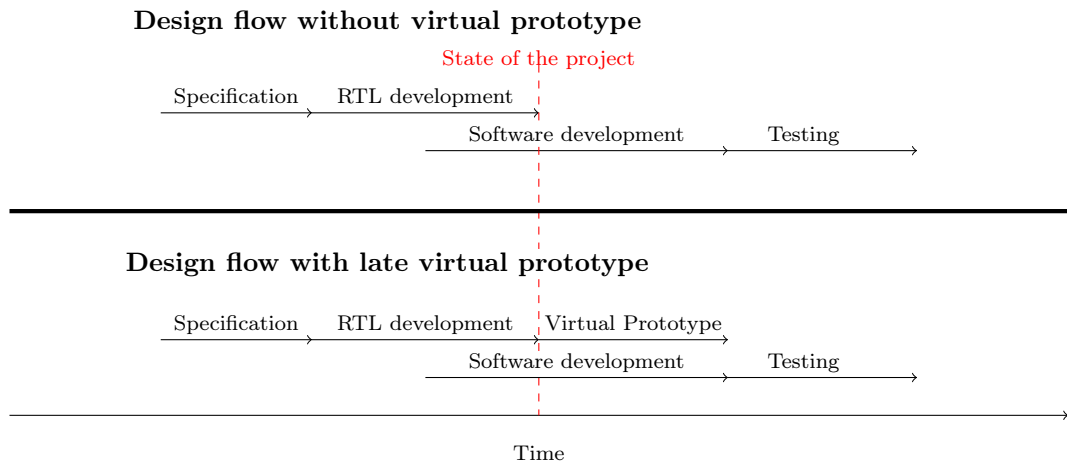 Design flow without virtual prototype
State of the project
Specification RTL development
Software development Testing
Design flow with late virtual prototype
Specification RTL development Virtual Prototype
Software development Testing
Time